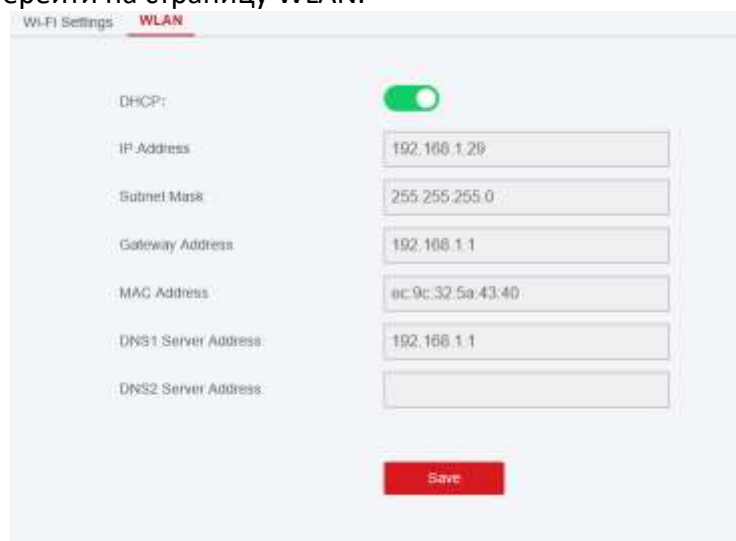 ерейти на страницу WLAN.
Wi-Fi Settings WLAN
DHCP:
IP Address 192.168.1.29
Subnet Mask 255.255.255.0
Gateway Address 192.168.1.1
MAC Address ec:9c:32:5a:43:40
DNS1 Server Address 192.168.1.1
DNS2 Server Address
Save